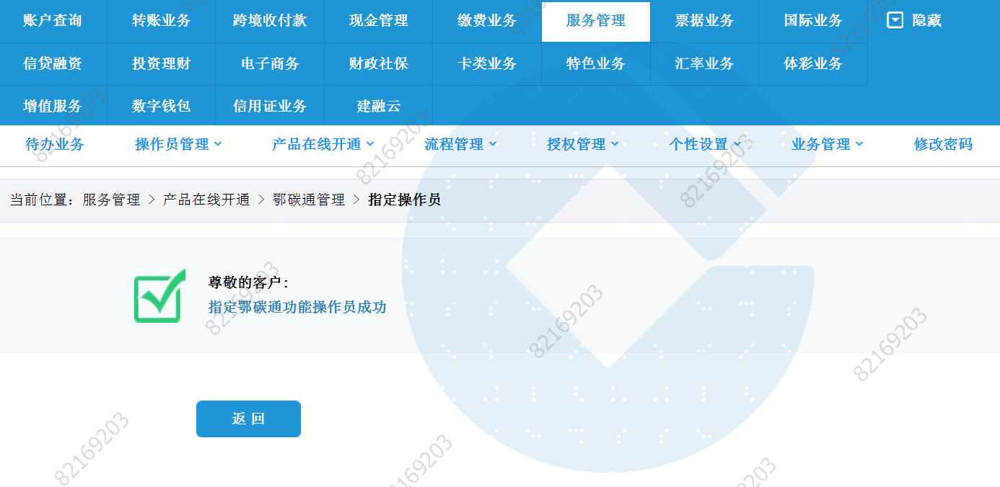 账户查询 转账业务 跨境收付款 现金管理 缴费业务 服务管理 票据业务 国际业务 隐藏
信贷融资 投资理财 电子商务 财政社保 卡类业务 特色业务 汇率业务 体彩业务
增值服务 数字钱包 信用证业务 建融云
待办业务 操作员管理 产品在线开通 流程管理 授权管理 个性设置 业务管理 修改密码
当前位置：服务管理 > 产品在线开通 > 鄂碳通管理 > 指定操作员
尊敬的客户：
指定鄂碳通功能操作员成功
返 回
82169203
82169203
82169203
82169203
82169203
82169203
82169203
82169203
82169203